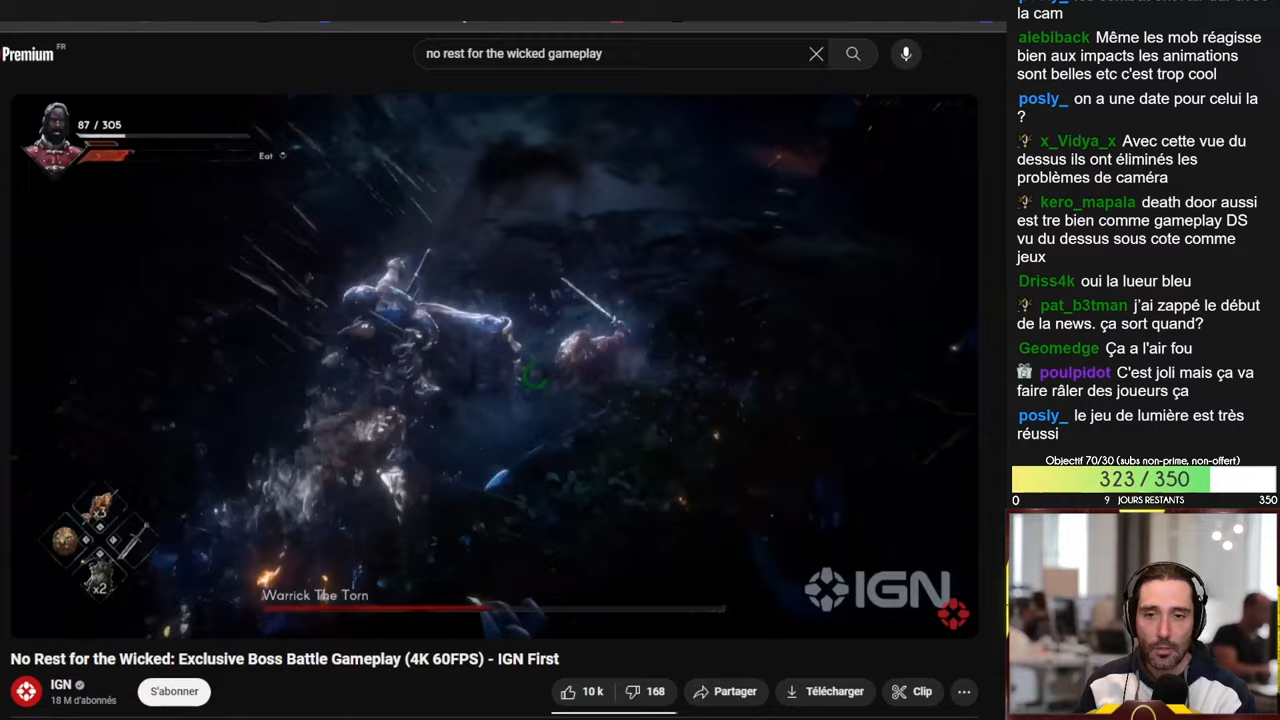 Premium FR
no rest for the wicked gameplay
87 / 305
Eat
x3
x2
Warrick The Torn
IGN
No Rest for the Wicked: Exclusive Boss Battle Gameplay (4K 60FPS) - IGN First
IGN
18 M d'abonnés
S'abonner
10 k
168
Partager
Télécharger
Clip
la cam
aiebiback Même les mob réagisse
bien aux impacts les animations
sont belles etc c'est trop cool
posly_ on a une date pour celui la
?
x_Vidya_x Avec cette vue du
dessus ils ont éliminés les
problèmes de caméra
kero_mapala death door aussi
est tre bien comme gameplay DS
vu du dessus sous cote comme
jeux
Driss4k oui la lueur bleu
pat_b3tman j'ai zappé le début
de la news. ça sort quand?
Geomedge Ça a l'air fou
poulpidot C'est joli mais ça va
faire râler des joueurs ça
posly_ le jeu de lumière est très
réussi
Objectif 70/30 (subs non-prime, non-offert)
323 / 350
0 9 JOURS RESTANTS 350